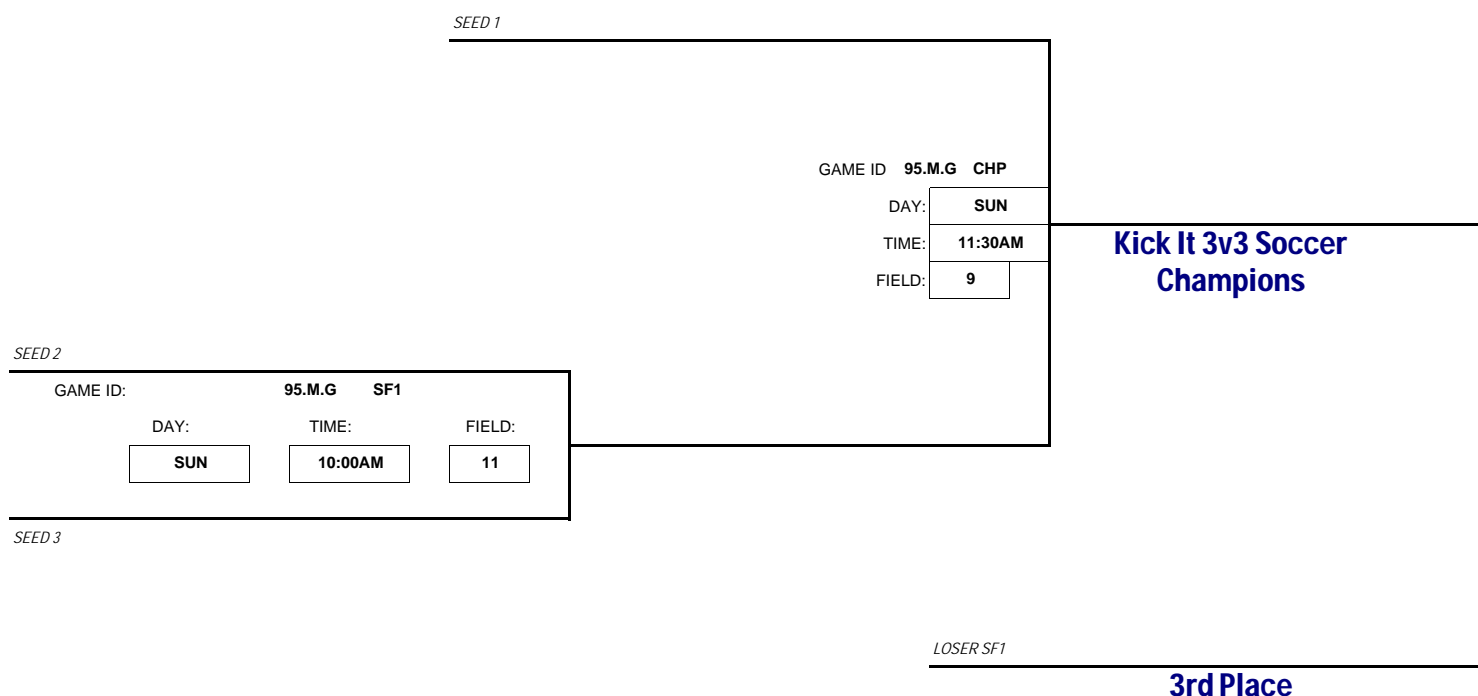 SEED 1
GAME ID 95.M.G CHP
DAY: SUN
TIME: 11:30AM
FIELD: 9
Kick It 3v3 Soccer
Champions
SEED 2
GAME ID: 95.M.G SF1
DAY: TIME: FIELD:
SUN 10:00AM 11
SEED 3
LOSER SF1
3rd Place